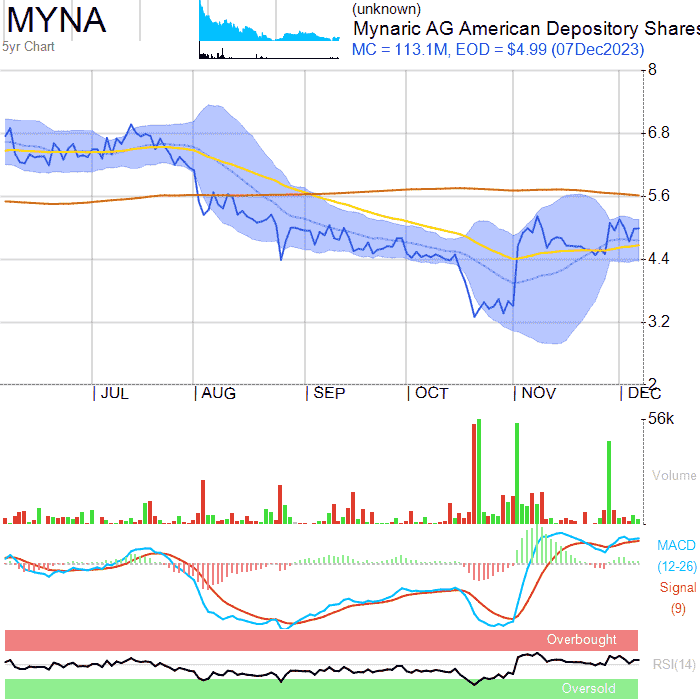 MYNA
5yr Chart
(unknown)
Mynaric AG American Depository Shares
MC = 113.1M, EOD = $4.99 (07Dec2023)
8
6.8
5.6
4.4
3.2
2
JUL AUG SEP OCT NOV DEC
56k
Volume
MACD
(12-26)
Signal
(9)
Overbought
RSI(14)
Oversold